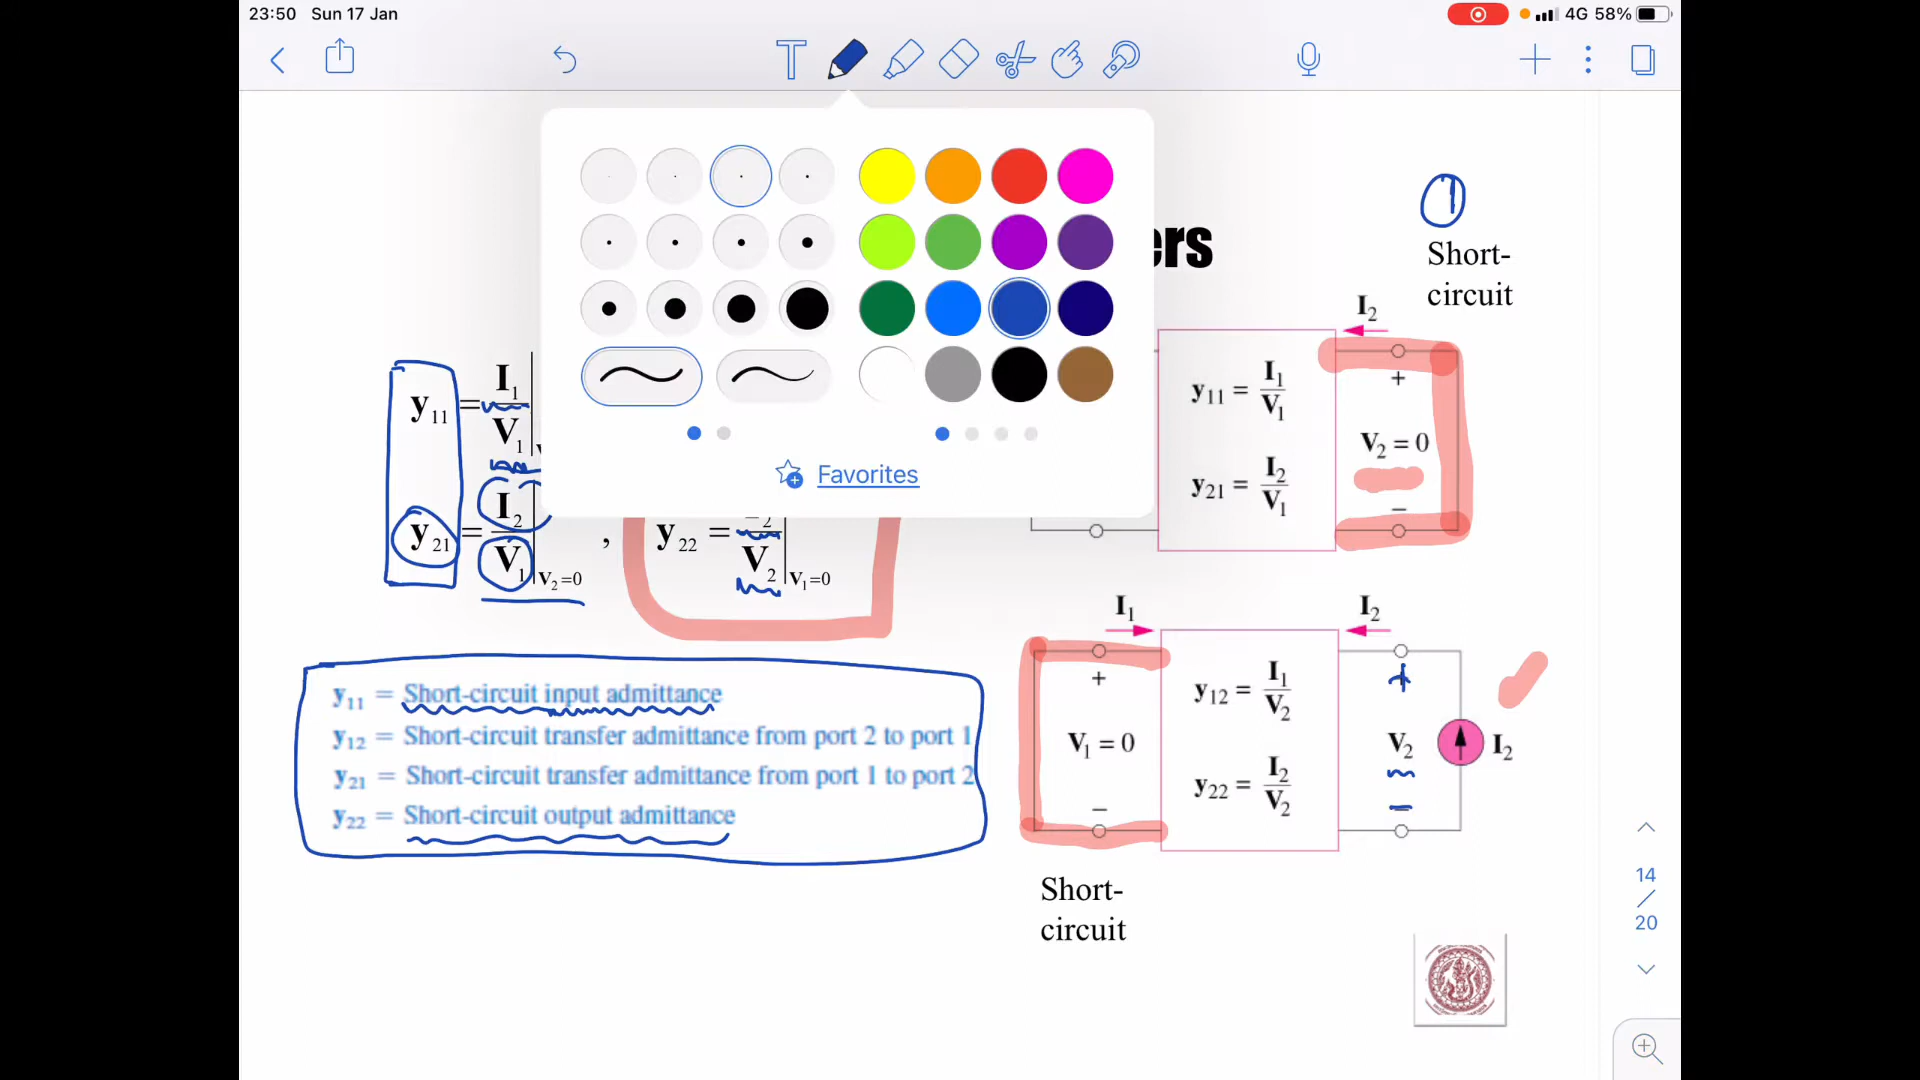 23:50 Sun 17 Jan
4G 58%
T
1
ers
Short-
circuit
Favorites
y11 = I1 / V1
y21 = I2 / V1 | V2=0 ,
y22 = / V2 | V1=0
I2
y11 = I1 / V1
y21 = I2 / V1
+
V2 = 0
−
y11 = Short-circuit input admittance
y12 = Short-circuit transfer admittance from port 2 to port 1
y21 = Short-circuit transfer admittance from port 1 to port 2
y22 = Short-circuit output admittance
I1
I2
+
V1 = 0
−
y12 = I1 / V2
y22 = I2 / V2
+
V2
−
I2
Short-
circuit
14
/
20